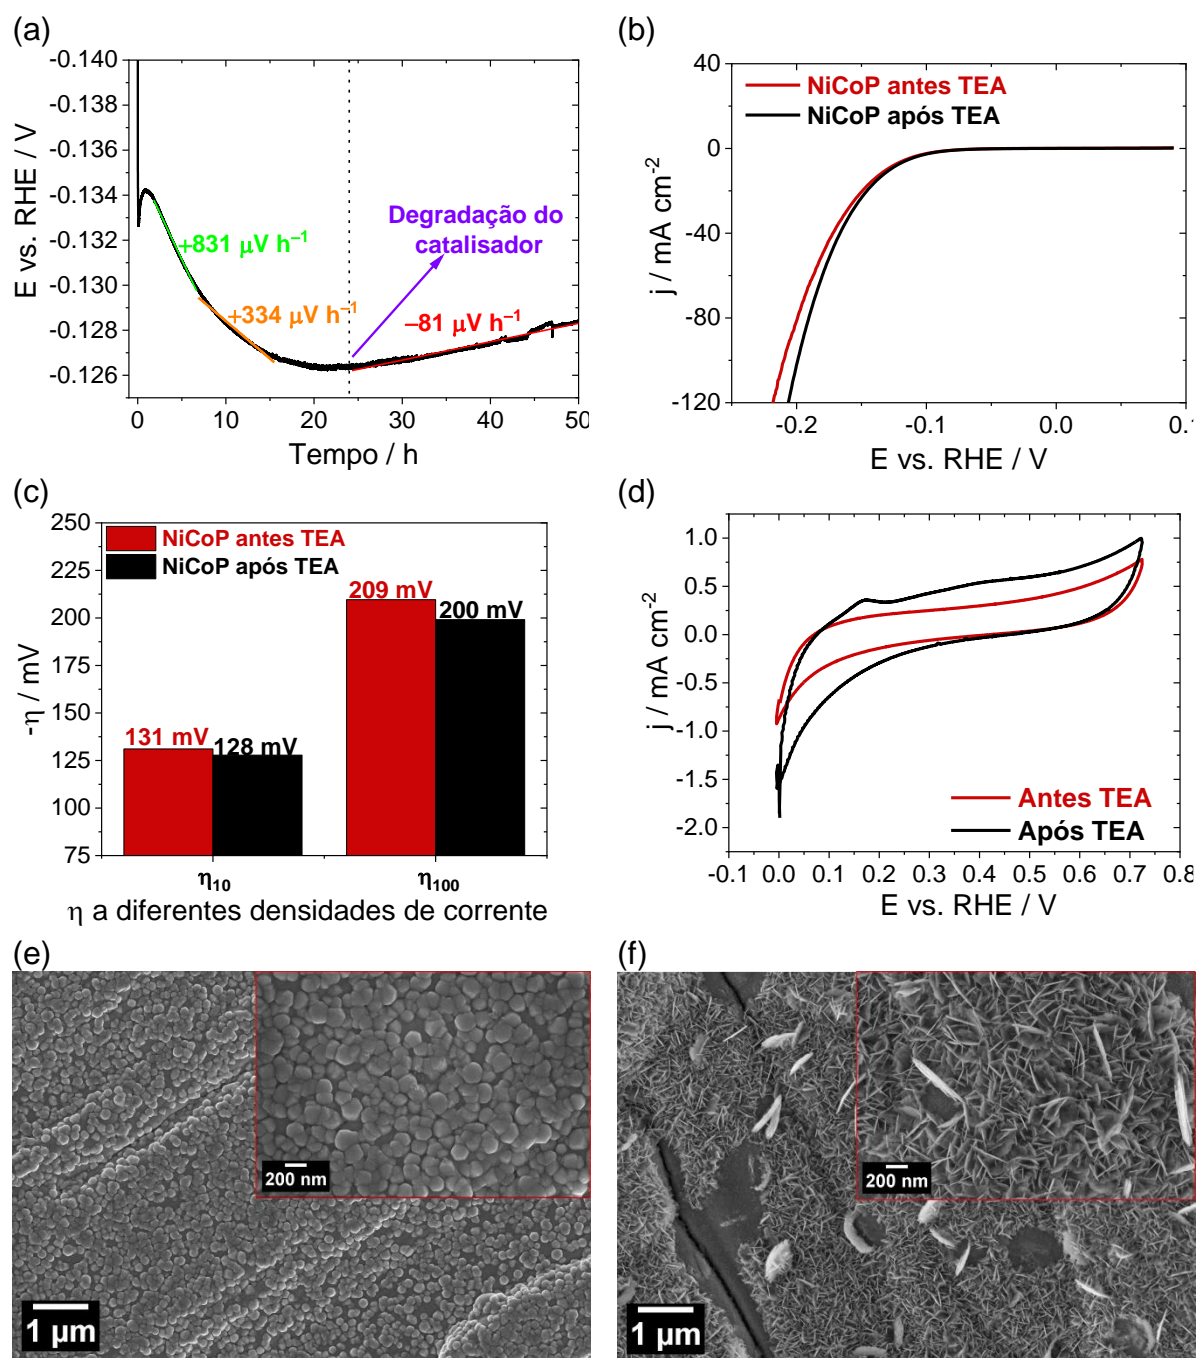 (a)
-0.140
-0.138
-0.136
-0.134
-0.132
-0.130
-0.128
-0.126
E vs. RHE / V
+831 µV h⁻¹
+334 µV h⁻¹
Degradação do
catalisador
−81 µV h⁻¹
0 10 20 30 40 50
Tempo / h
(b)
40
0
-40
-80
-120
j / mA cm⁻²
NiCoP antes TEA
NiCoP após TEA
-0.2 -0.1 0.0
E vs. RHE / V
(c)
250
225
200
175
150
125
100
75
-η / mV
NiCoP antes TEA
NiCoP após TEA
131 mV
128 mV
209 mV
200 mV
η₁₀ η₁₀₀
η a diferentes densidades de corrente
(d)
1.0
0.5
0.0
-0.5
-1.0
-1.5
-2.0
j / mA cm⁻²
Antes TEA
Após TEA
-0.1 0.0 0.1 0.2 0.3 0.4 0.5 0.6 0.7 0.8
E vs. RHE / V
(e)
200 nm
1 µm
(f)
200 nm
1 µm